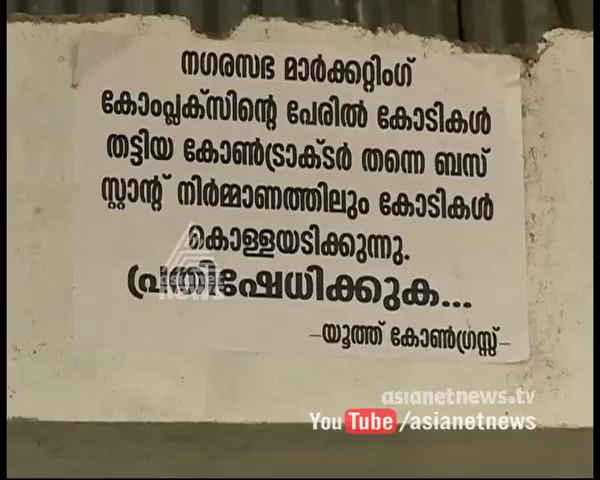 നഗരസഭ മാർക്കറ്റിംഗ്
കോംപ്ലക്സിന്റെ പേരിൽ കോടികൾ
തട്ടിയ കോൺട്രാക്ടർ തന്നെ ബസ്
സ്റ്റാന്റ് നിർമ്മാണത്തിലും കോടികൾ
കൊള്ളയടിക്കുന്നു.
പ്രതിഷേധിക്കുക...
–യൂത്ത് കോൺഗ്രസ്സ്–
asianetnews.tv
YouTube/asianetnews